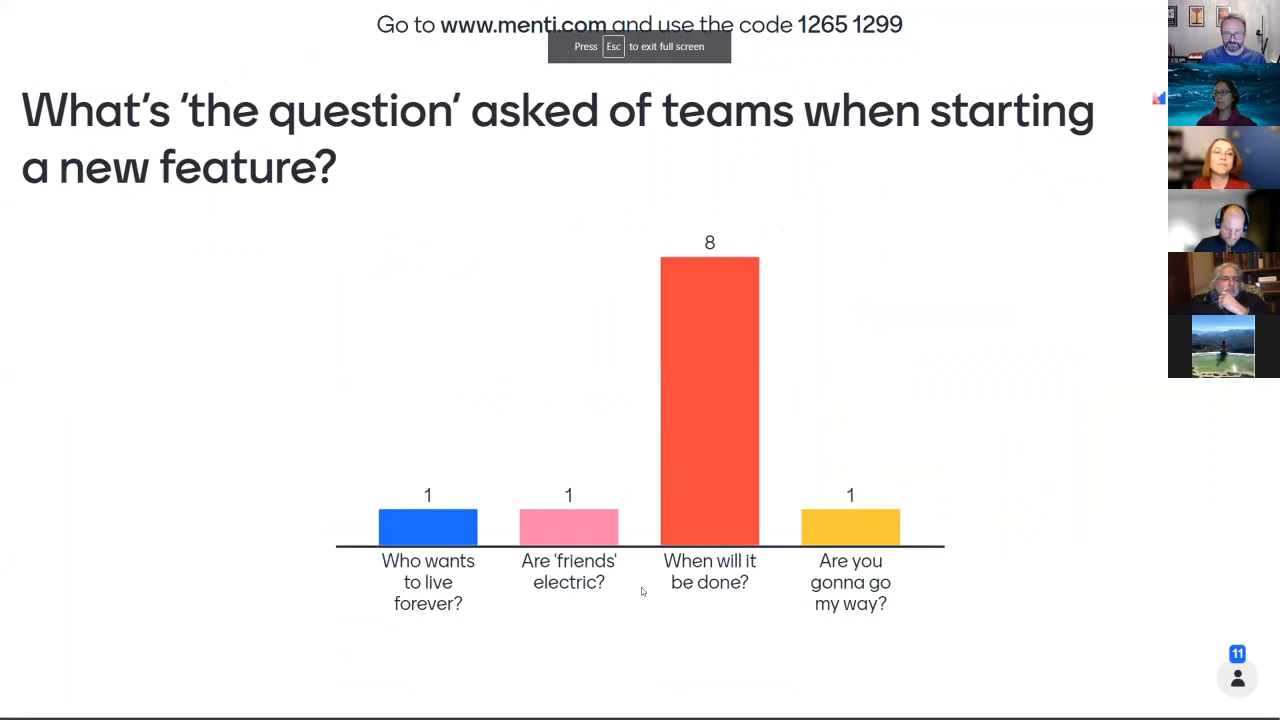 Go to www.menti.com and use the code 1265 1299
Press Esc to exit full screen
What's 'the question' asked of teams when starting
a new feature?
8
1
1
1
Who wants
to live
forever?
Are 'friends'
electric?
When will it
be done?
Are you
gonna go
my way?
11